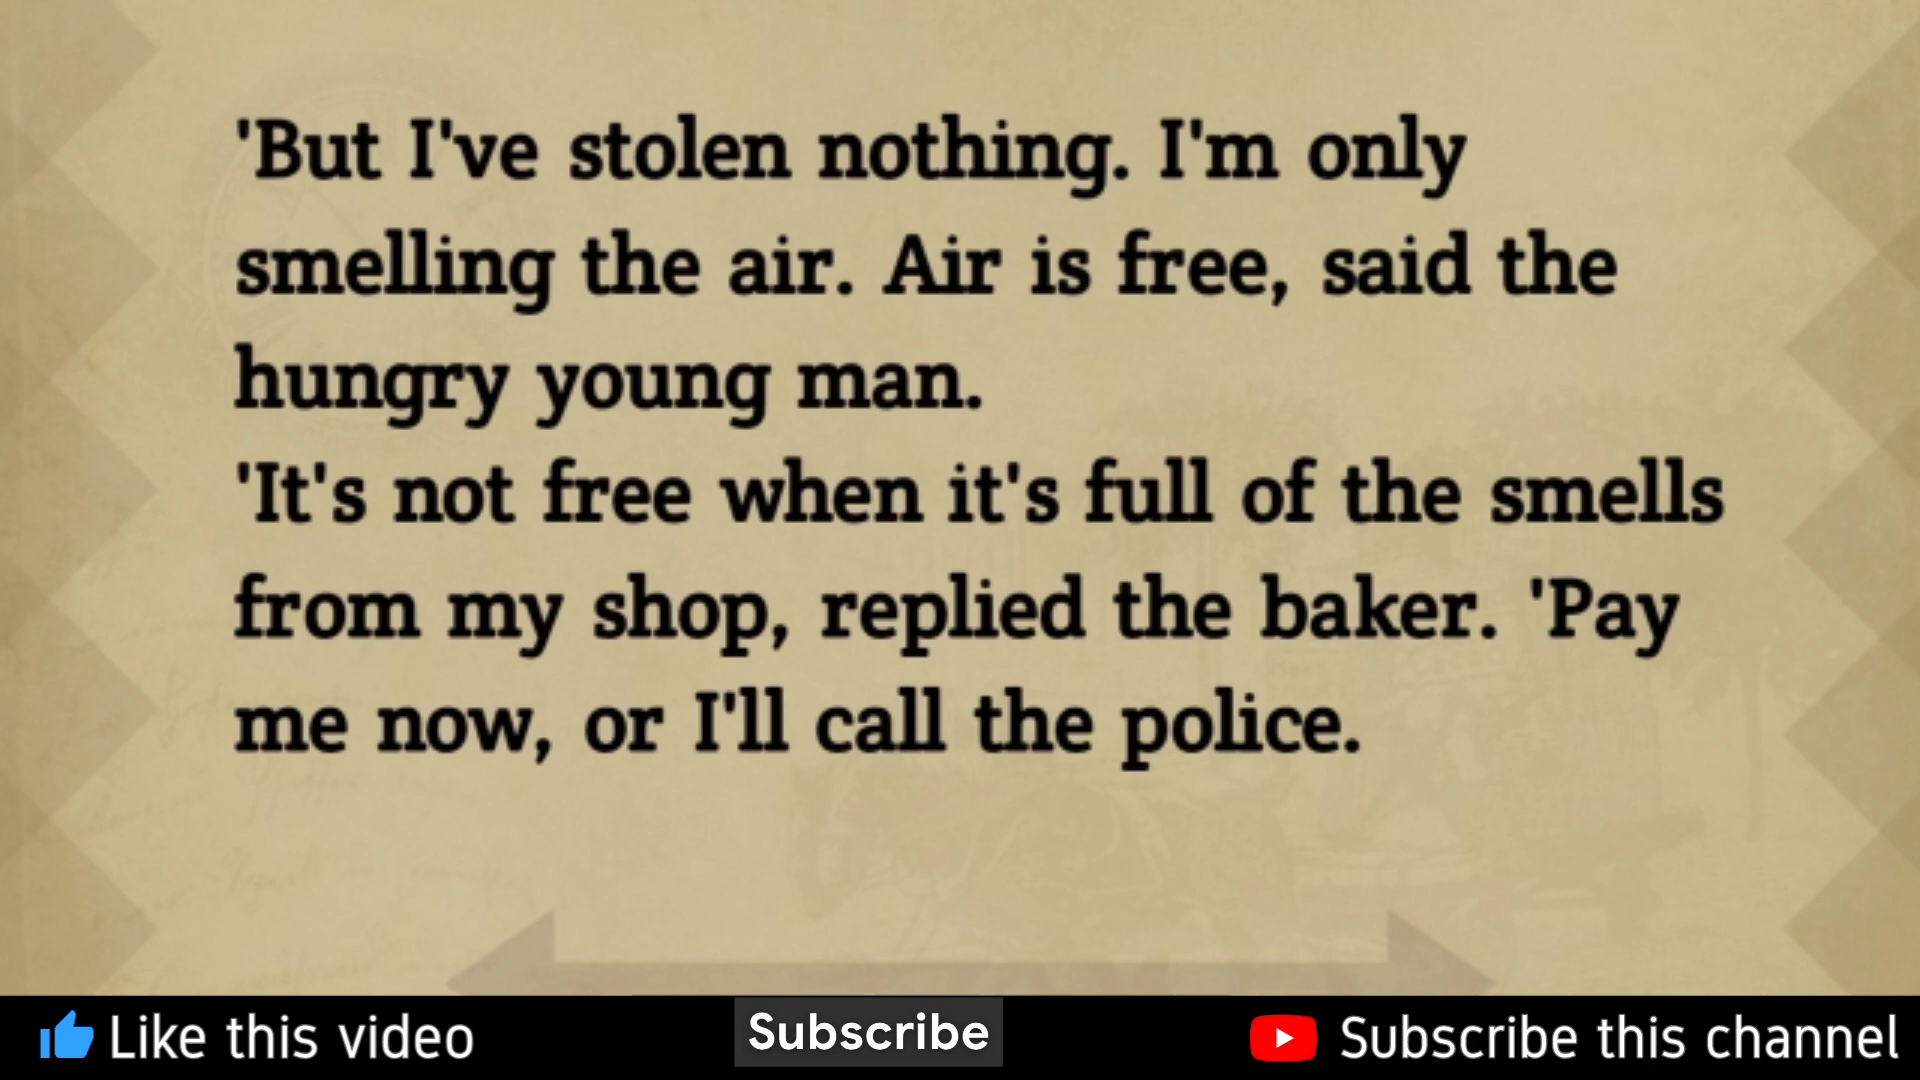 'But I've stolen nothing. I'm only
smelling the air. Air is free, said the
hungry young man.
'It's not free when it's full of the smells
from my shop, replied the baker. 'Pay
me now, or I'll call the police.
Like this video
Subscribe
Subscribe this channel